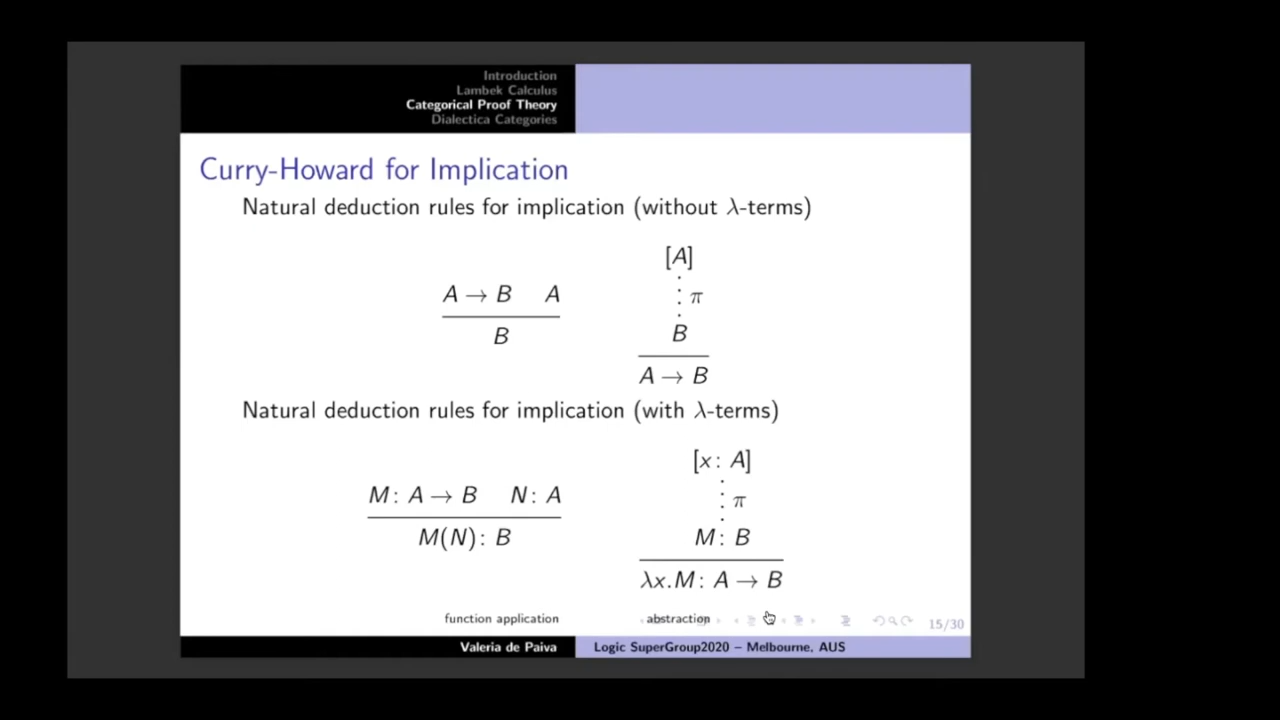 Introduction
Lambek Calculus
Categorical Proof Theory
Dialectica Categories
Curry-Howard for Implication
Natural deduction rules for implication (without λ-terms)
[A]
A → B A
⋮ π
B
B
A → B
Natural deduction rules for implication (with λ-terms)
[x: A]
M: A → B N: A
⋮ π
M(N): B
M: B
λx.M: A → B
function application
abstraction
15/30
Valeria de Paiva
Logic SuperGroup2020 – Melbourne, AUS